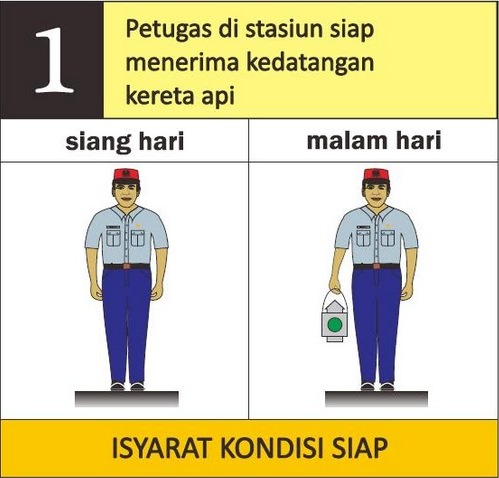 1
Petugas di stasiun siap
menerima kedatangan
kereta api
siang hari
malam hari
ISYARAT KONDISI SIAP